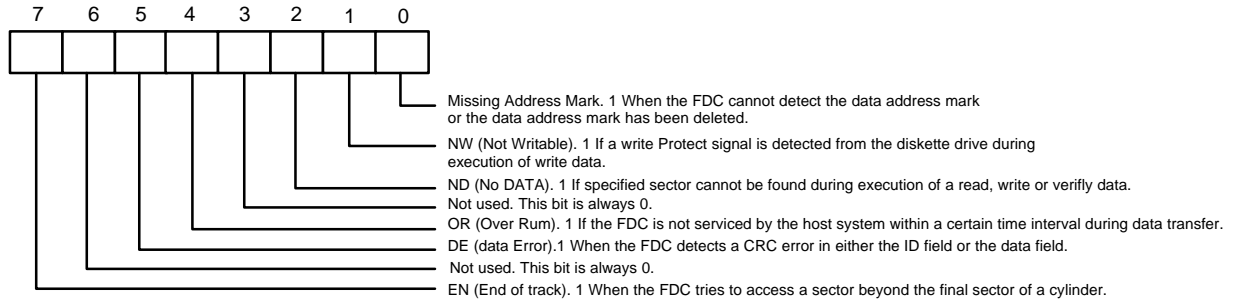 7 6 5 4 3 2 1 0
Missing Address Mark. 1 When the FDC cannot detect the data address mark
or the data address mark has been deleted.
NW (Not Writable). 1 If a write Protect signal is detected from the diskette drive during
execution of write data.
ND (No DATA). 1 If specified sector cannot be found during execution of a read, write or verifly data.
Not used. This bit is always 0.
OR (Over Rum). 1 If the FDC is not serviced by the host system within a certain time interval during data transfer.
DE (data Error).1 When the FDC detects a CRC error in either the ID field or the data field.
Not used. This bit is always 0.
EN (End of track). 1 When the FDC tries to access a sector beyond the final sector of a cylinder.